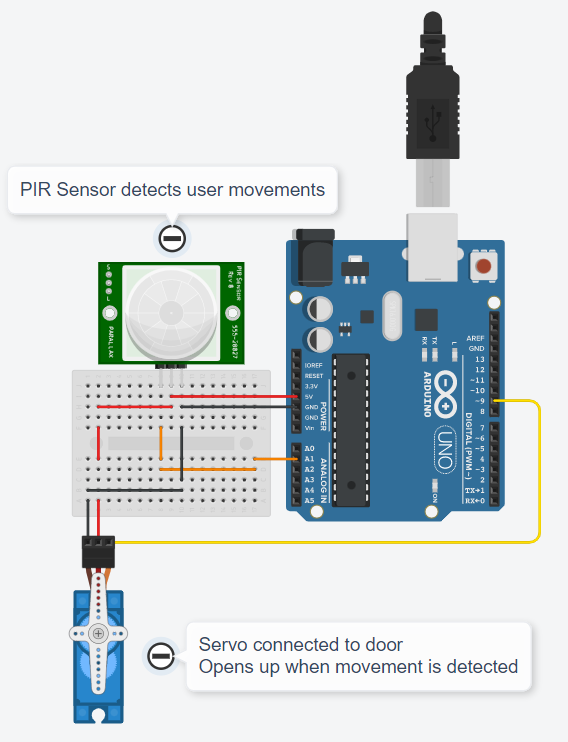 PIR Sensor detects user movements
PIR Sensor
Rev B
555-28027
PARALLAX
S
L
IOREF
RESET
3.3V
5V
GND
GND
Vin
POWER
A0
A1
A2
A3
A4
A5
ANALOG IN
RX
TX
L
ARDUINO
UNO
ON
AREF
GND
13
12
~11
~10
~9
8
7
~6
~5
4
~3
2
TX→1
RX←0
DIGITAL (PWM~)
Servo connected to door
Opens up when movement is detected